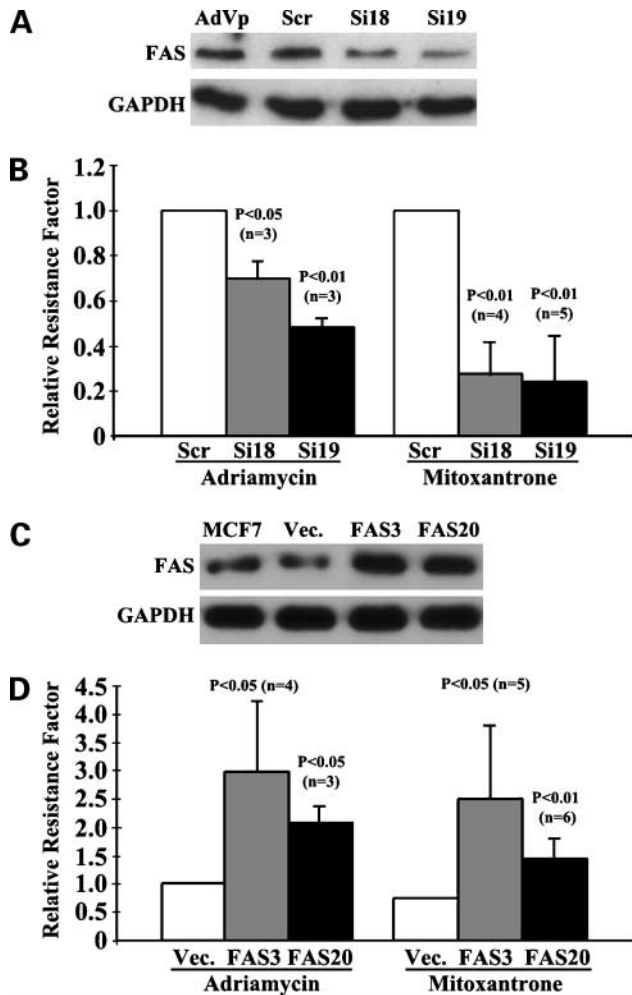 A
AdVp Scr Si18 Si19
FAS
GAPDH
B
Relative Resistance Factor
1.2
1.0
0.8
0.6
0.4
0.2
0
P<0.05
(n=3)
P<0.01
(n=3)
P<0.01
(n=4)
P<0.01
(n=5)
Scr Si18 Si19
Adriamycin
Scr Si18 Si19
Mitoxantrone
C
MCF7 Vec. FAS3 FAS20
FAS
GAPDH
D
Relative Resistance Factor
4.5
3.5
3.0
2.5
2.0
1.0
0.5
0
P<0.05 (n=4)
P<0.05
(n=3)
P<0.05 (n=5)
P<0.01
(n=6)
Vec. FAS3 FAS20
Adriamycin
Vec. FAS3 FAS20
Mitoxantrone